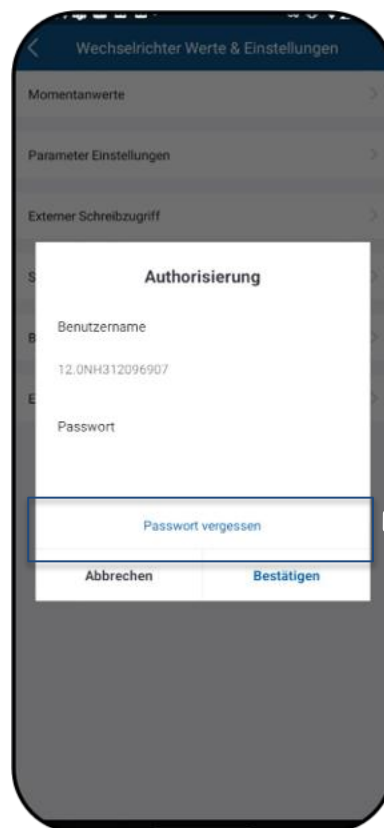 Wechselrichter Werte & Einstellungen
Momentanwerte
Parameter Einstellungen
Externer Schreibzugriff
S
Authorisierung
Benutzername
B
12.0NH312096907
E
Passwort
Passwort vergessen
Abbrechen
Bestätigen